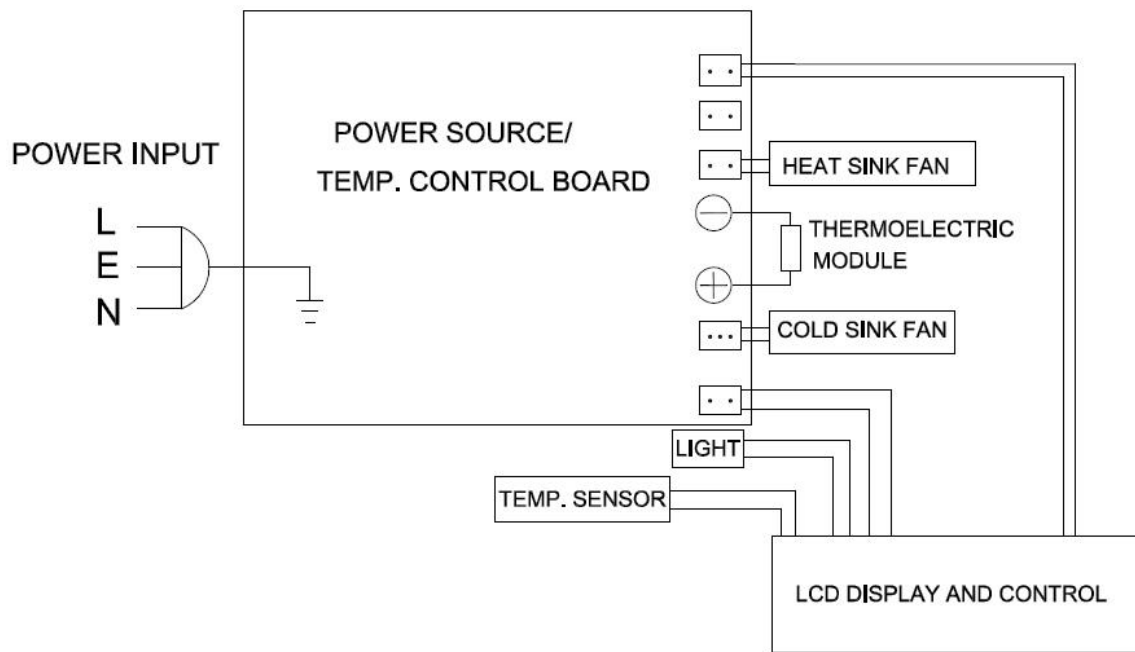 POWER INPUT
L
E
N
POWER SOURCE/
TEMP. CONTROL BOARD
HEAT SINK FAN
THERMOELECTRIC
MODULE
COLD SINK FAN
LIGHT
TEMP. SENSOR
LCD DISPLAY AND CONTROL